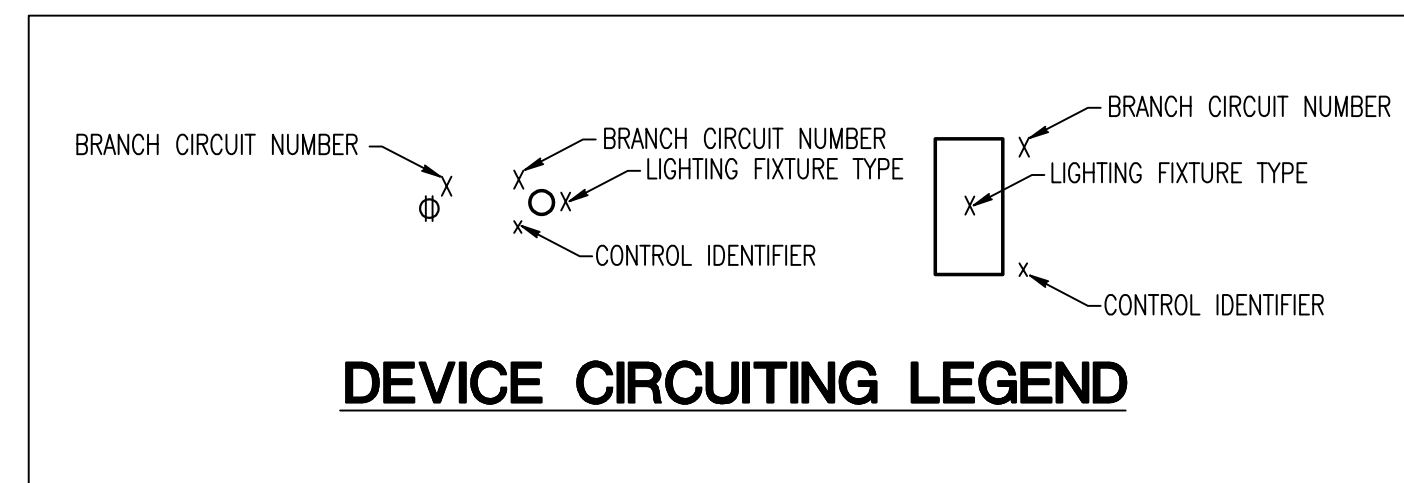 BRANCH CIRCUIT NUMBER
X
BRANCH CIRCUIT NUMBER
X
LIGHTING FIXTURE TYPE
X
CONTROL IDENTIFIER
X
BRANCH CIRCUIT NUMBER
X
LIGHTING FIXTURE TYPE
X
CONTROL IDENTIFIER
X
DEVICE CIRCUITING LEGEND